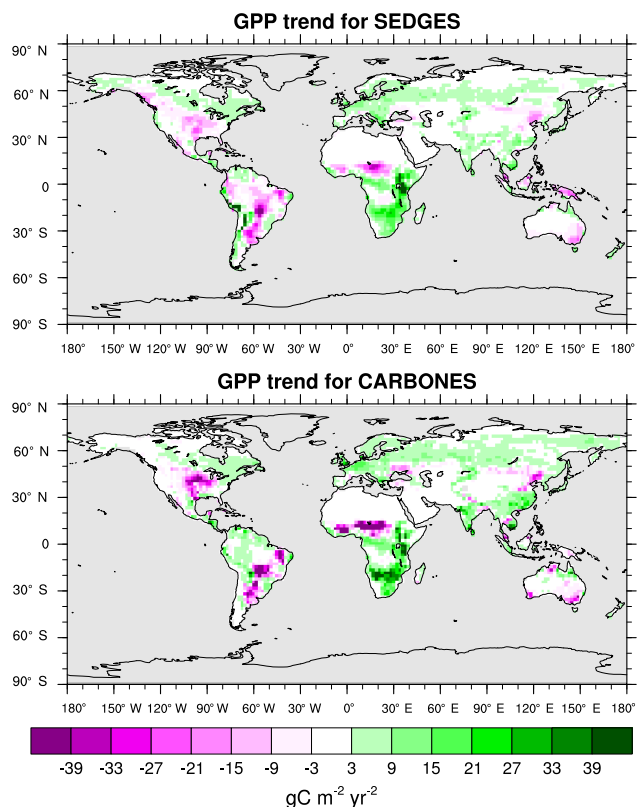 GPP trend for SEDGES
90° N
60° N
30° N
0
30° S
60° S
90° S
180° 150° W 120° W 90° W 60° W 30° W 0° 30° E 60° E 90° E 120° E 150° E 180°
GPP trend for CARBONES
90° N
60° N
30° N
0
30° S
60° S
90° S
180° 150° W 120° W 90° W 60° W 30° W 0° 30° E 60° E 90° E 120° E 150° E 180°
-39 -33 -27 -21 -15 -9 -3 3 9 15 21 27 33 39
gC m⁻² yr⁻²